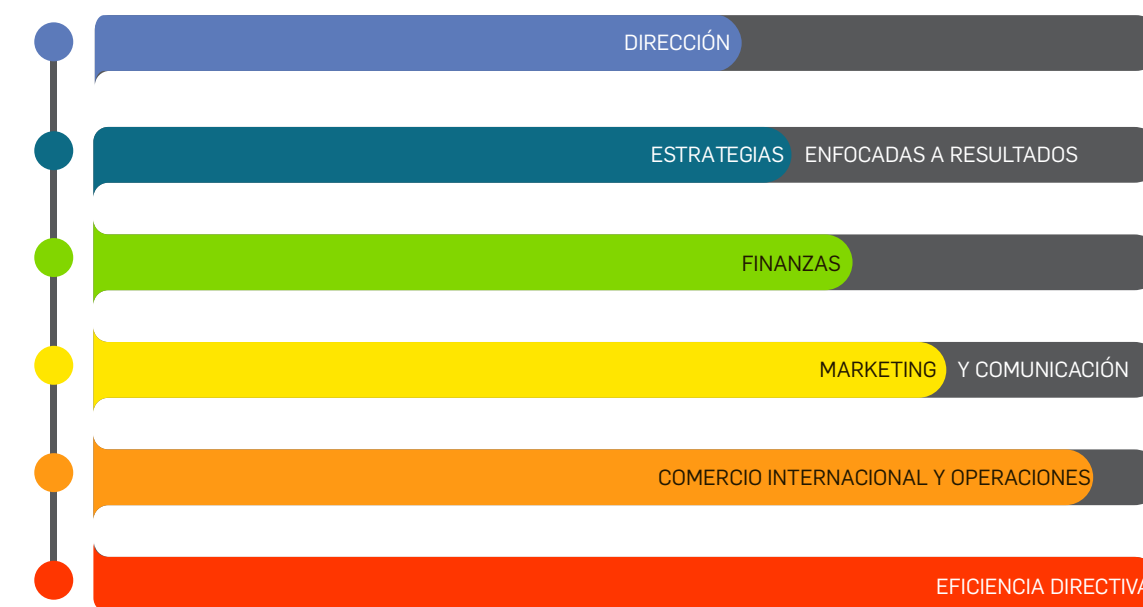 DIRECCIÓN
ESTRATEGIAS ENFOCADAS A RESULTADOS
FINANZAS
MARKETING Y COMUNICACIÓN
COMERCIO INTERNACIONAL Y OPERACIONES
EFICIENCIA DIRECTIVA